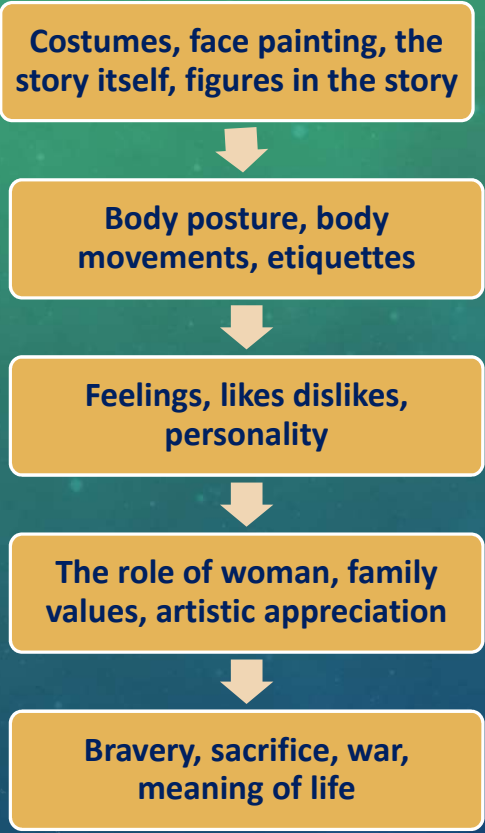 Costumes, face painting, the
story itself, figures in the story
Body posture, body
movements, etiquettes
Feelings, likes dislikes,
personality
The role of woman, family
values, artistic appreciation
Bravery, sacrifice, war,
meaning of life